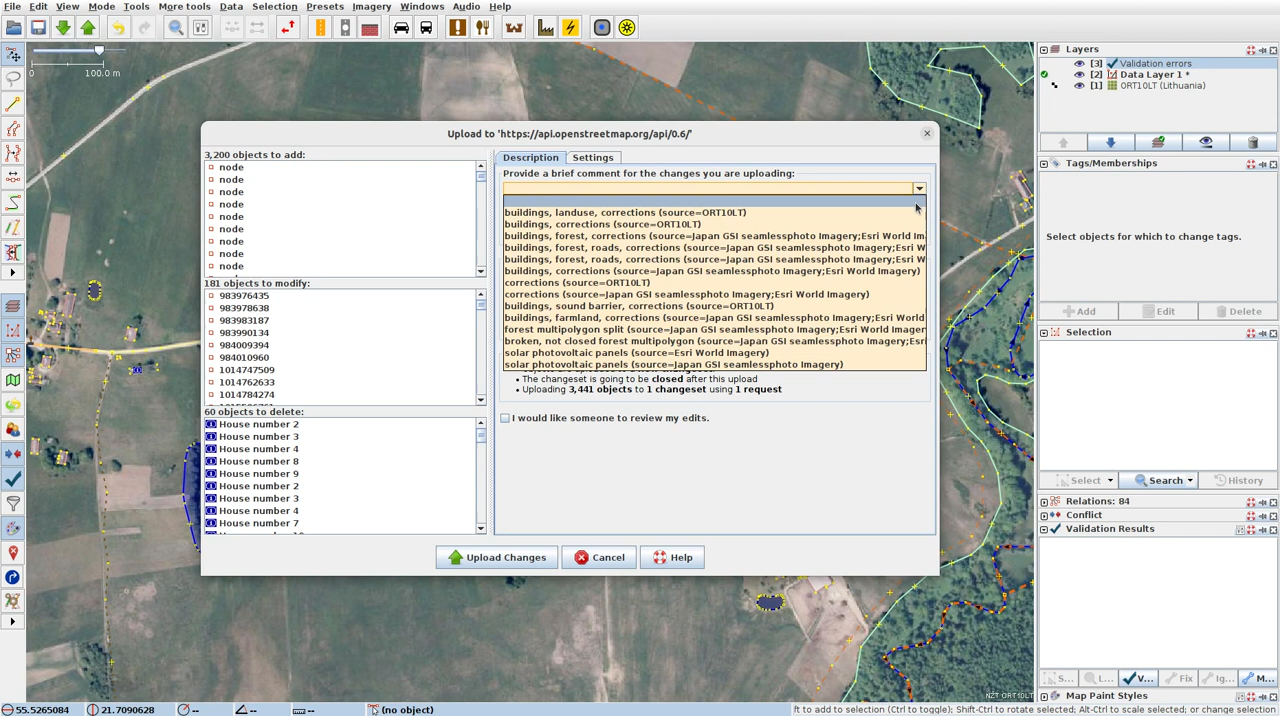 File Edit View Mode Tools More tools Data Selection Presets Imagery Windows Audio Help
0 100.0 m
Upload to 'https://api.openstreetmap.org/api/0.6/'
3,200 objects to add:
node
node
node
node
node
node
node
node
node
181 objects to modify:
983976435
983978638
983983187
983990134
984009394
984010960
1014747509
1014762633
1014784274
60 objects to delete:
House number 2
House number 3
House number 4
House number 8
House number 9
House number 2
House number 3
House number 4
House number 7
Description Settings
Provide a brief comment for the changes you are uploading:
buildings, landuse, corrections (source=ORT10LT)
buildings, corrections (source=ORT10LT)
buildings, forest, corrections (source=Japan GSI seamlessphoto Imagery;Esri World Im
buildings, forest, roads, corrections (source=Japan GSI seamlessphoto Imagery;Esri W
buildings, forest, roads, corrections (source=Japan GSI seamlessphoto Imagery;Esri W
buildings, corrections (source=Japan GSI seamlessphoto Imagery;Esri World Imagery)
corrections (source=ORT10LT)
corrections (source=Japan GSI seamlessphoto Imagery;Esri World Imagery)
buildings, sound barrier, corrections (source=ORT10LT)
buildings, farmland, corrections (source=Japan GSI seamlessphoto Imagery;Esri World
forest multipolygon split (source=Japan GSI seamlessphoto Imagery;Esri World Imager
broken, not closed forest multipolygon (source=Japan GSI seamlessphoto Imagery;Esri
solar photovoltaic panels (source=Esri World Imagery)
solar photovoltaic panels (source=Japan GSI seamlessphoto Imagery)
• The changeset is going to be closed after this upload
• Uploading 3,441 objects to 1 changeset using 1 request
I would like someone to review my edits.
Upload Changes Cancel Help
Layers
[3] Validation errors
[2] Data Layer 1 *
[1] ORT10LT (Lithuania)
Tags/Memberships
Select objects for which to change tags.
Add Edit Delete
Selection
Select Search History
Relations: 84
Conflict
Validation Results
S... L... V... Fix Ig... M...
Map Paint Styles
NZT ORT10LT
55.5265084 21.7090628 -- -- -- (no object) ft to add to selection (Ctrl to toggle); Shift-Ctrl to rotate selected; Alt-Ctrl to scale selected; or change selection